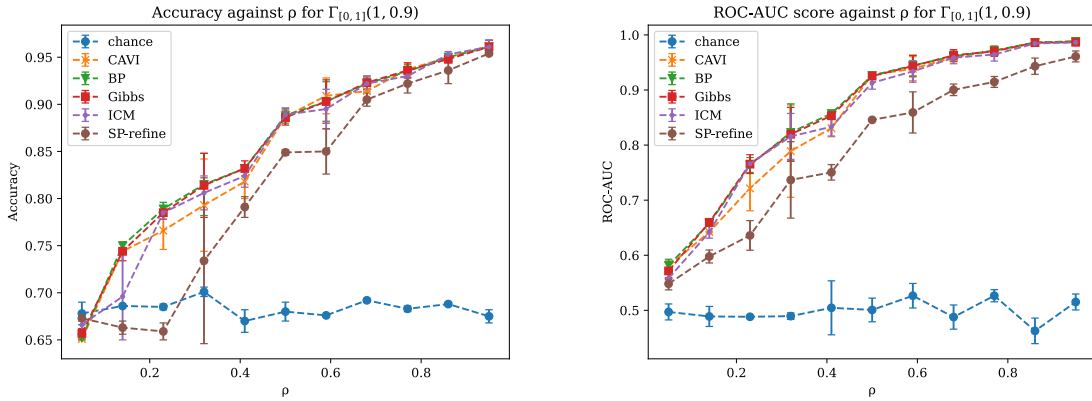 Accuracy against ρ for Γ[0, 1](1, 0.9)
chance
CAVI
BP
Gibbs
ICM
SP-refine
Accuracy
0.95
0.90
0.85
0.80
0.75
0.70
0.65
0.2
0.4
0.6
0.8
ρ
ROC-AUC score against ρ for Γ[0, 1](1, 0.9)
chance
CAVI
BP
Gibbs
ICM
SP-refine
ROC-AUC
1.0
0.9
0.8
0.7
0.6
0.5
0.2
0.4
0.6
0.8
ρ